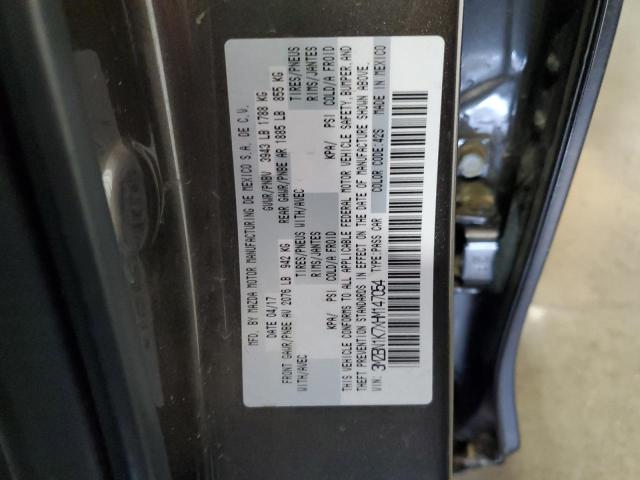 MFG. BY MAZDA MOTOR MANUFACTURING DE MEXICO S.A. DE C.V.
DATE 04/17 GVWR/PNBV 3943 LB 1788 KG
FRONT GAWR/PNBE AV 2076 LB 942 KG REAR GAWR/PNBE AR 1885 LB 855 KG
WITH/AVEC TIRES/PNEUS WITH/AVEC TIRES/PNEUS
RIMS/JANTES RIMS/JANTES
KPA/ PSI COLD/A FROID KPA/ PSI COLD/A FROID
THIS VEHICLE CONFORMS TO ALL APPLICABLE FEDERAL MOTOR VEHICLE SAFETY, BUMPER, AND
THEFT PREVENTION STANDARDS IN EFFECT ON THE DATE OF MANUFACTURE SHOWN ABOVE.
VIN: 3MZBN1K7XHM147054 TYPE:PASS.CAR COLOR CODE:42S MADE IN MEXICO